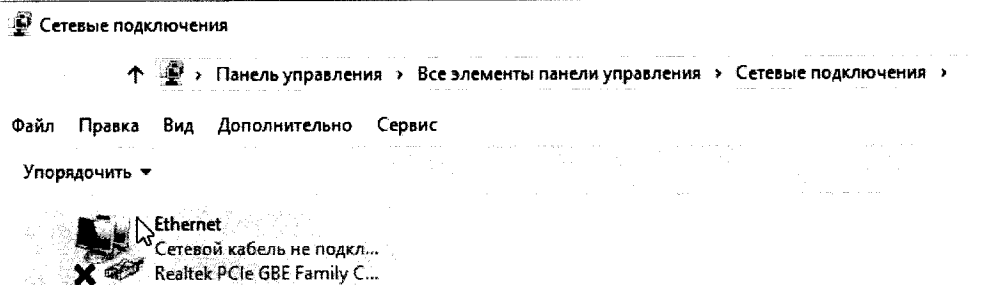 Сетевые подключения
↑ › Панель управления › Все элементы панели управления › Сетевые подключения ›
Файл Правка Вид Дополнительно Сервис
Упорядочить ▾
Ethernet
Сетевой кабель не подкл...
Realtek PCIe GBE Family C...